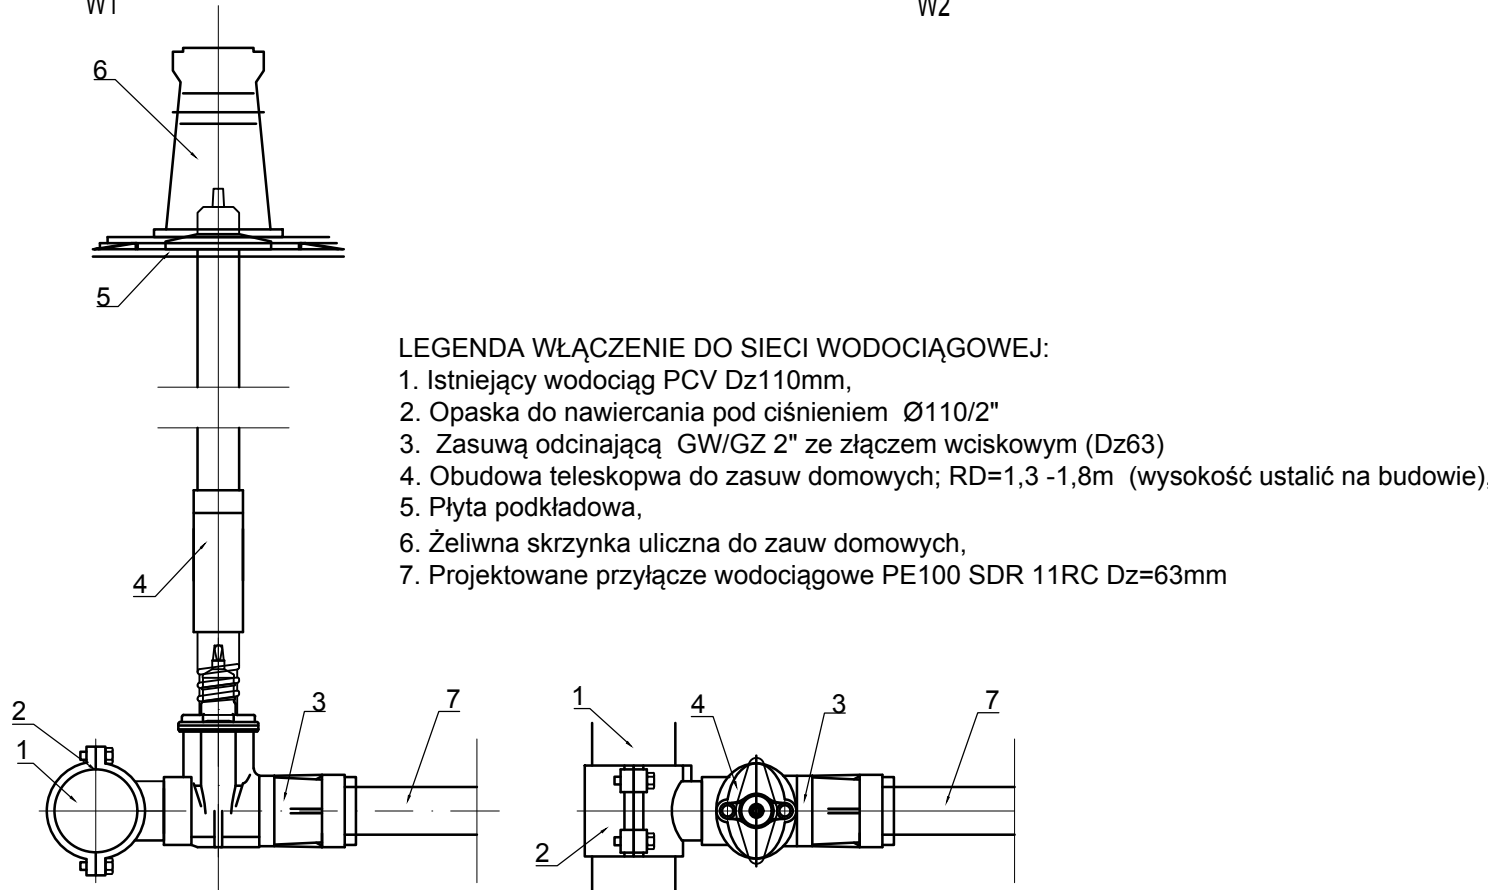 W1
W2
6
5
LEGENDA WŁĄCZENIE DO SIECI WODOCIĄGOWEJ:
1. Istniejący wodociąg PCV Dz110mm,
2. Opaska do nawiercania pod ciśnieniem Ø110/2"
3. Zasuwą odcinającą GW/GZ 2" ze złączem wciskowym (Dz63)
4. Obudowa teleskopwa do zasuw domowych; RD=1,3 -1,8m (wysokość ustalić na budowie),
5. Płyta podkładowa,
6. Żeliwna skrzynka uliczna do zauw domowych,
7. Projektowane przyłącze wodociągowe PE100 SDR 11RC Dz=63mm
4
2
1
3
7
1
4
3
7
2